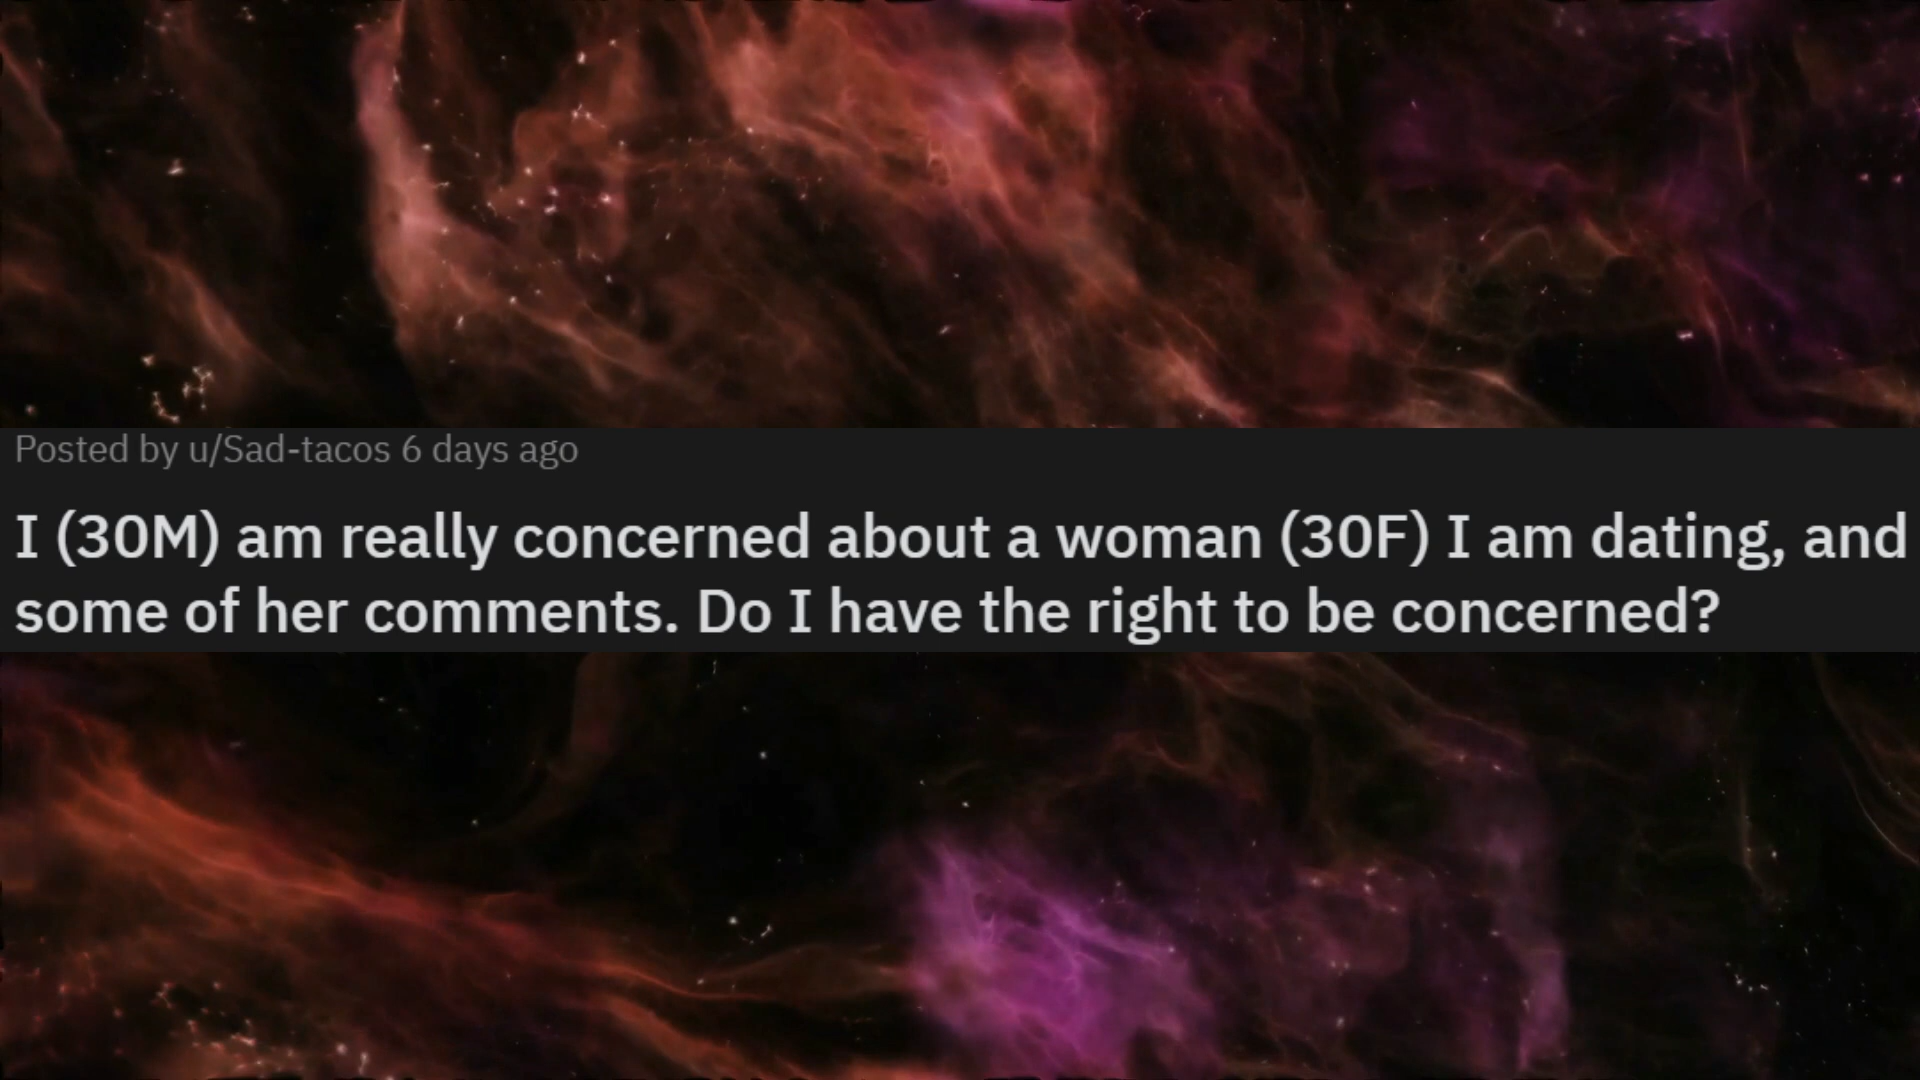 Posted by u/Sad-tacos 6 days ago
I (30M) am really concerned about a woman (30F) I am dating, and
some of her comments. Do I have the right to be concerned?